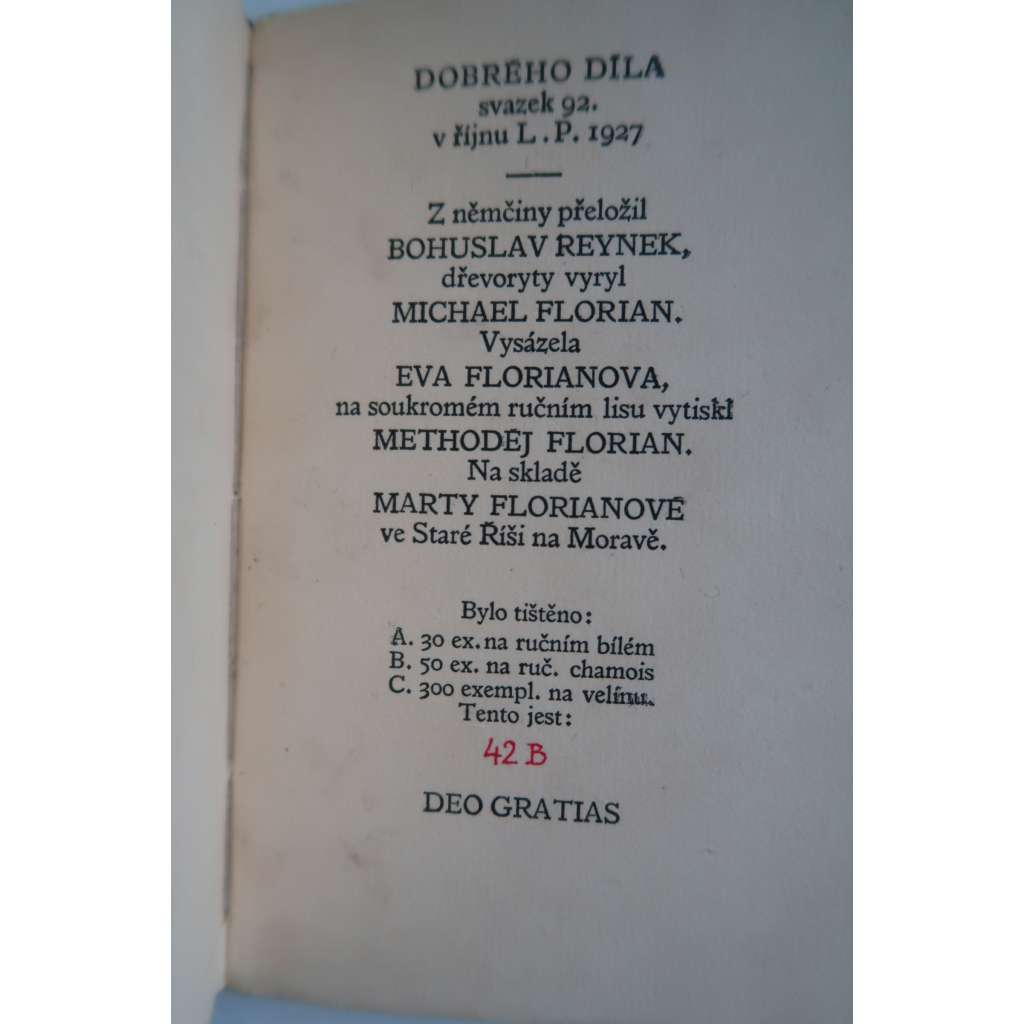 DOBRÉHO DÍLA
svazek 92.
v říjnu L. P. 1927
Z němčiny přeložil
BOHUSLAV REYNEK,
dřevoryty vyryl
MICHAEL FLORIAN.
Vysázela
EVA FLORIANOVA,
na soukromém ručním lisu vytiskl
METHODĚJ FLORIAN.
Na skladě
MARTY FLORIANOVÉ
ve Staré Říši na Moravě.
Bylo tištěno:
A. 30 ex. na ručním bílém
B. 50 ex. na ruč. chamois
C. 300 exempl. na velínu.
Tento jest:
42 B
DEO GRATIAS